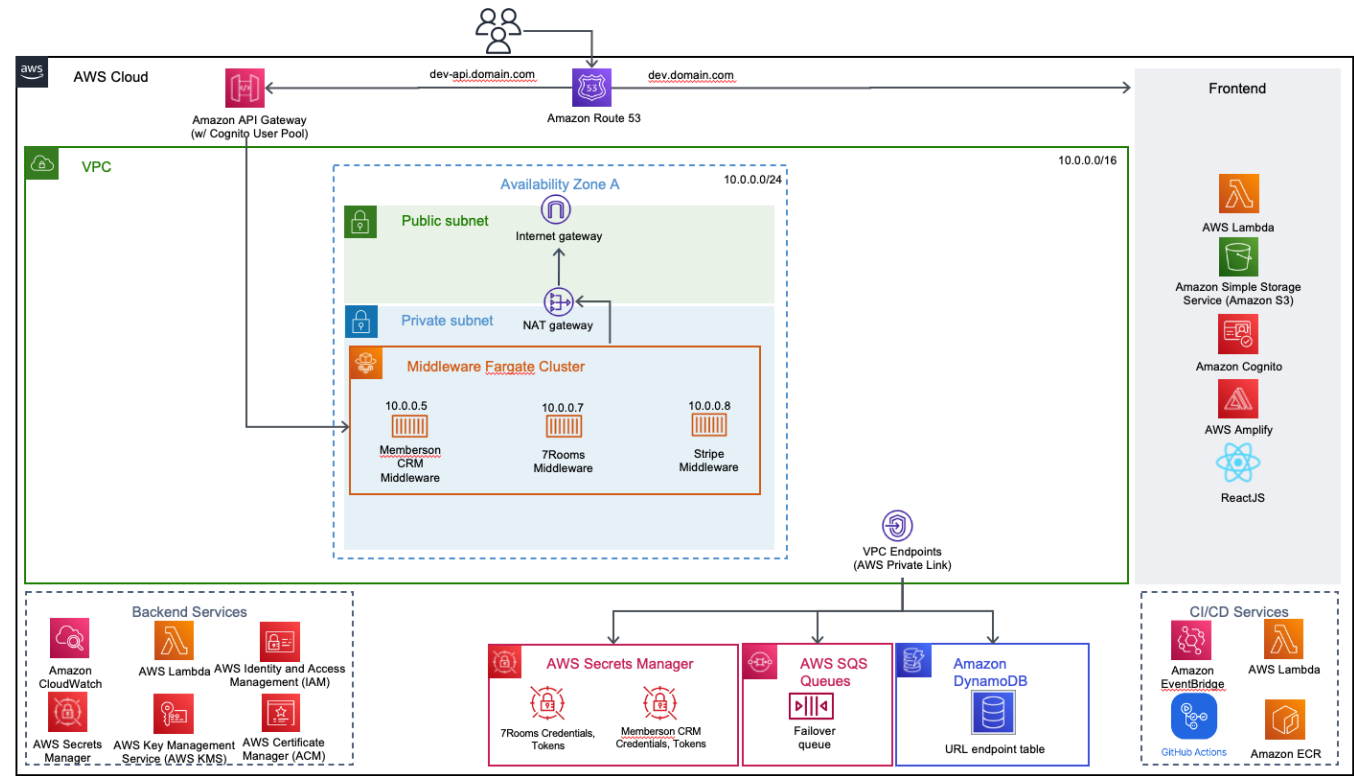 aws
AWS Cloud
dev-api.domain.com
dev.domain.com
53
Amazon API Gateway
(w/ Cognito User Pool)
Amazon Route 53
Frontend
VPC
10.0.0.0/16
Availability Zone A
10.0.0.0/24
Public subnet
Internet gateway
Private subnet
NAT gateway
Middleware Fargate Cluster
10.0.0.5
Memberson
CRM
Middleware
10.0.0.7
7Rooms
Middleware
10.0.0.8
Stripe
Middleware
VPC Endpoints
(AWS Private Link)
AWS Lambda
Amazon Simple Storage
Service (Amazon S3)
Amazon Cognito
AWS Amplify
ReactJS
Backend Services
Amazon
CloudWatch
AWS Lambda
AWS Identity and Access
Management (IAM)
AWS Secrets
Manager
AWS Key Management
Service (AWS KMS)
AWS Certificate
Manager (ACM)
AWS Secrets Manager
7Rooms Credentials,
Tokens
Memberson CRM
Credentials, Tokens
AWS SQS
Queues
Failover
queue
Amazon
DynamoDB
URL endpoint table
CI/CD Services
Amazon
EventBridge
AWS Lambda
GitHub Actions
Amazon ECR